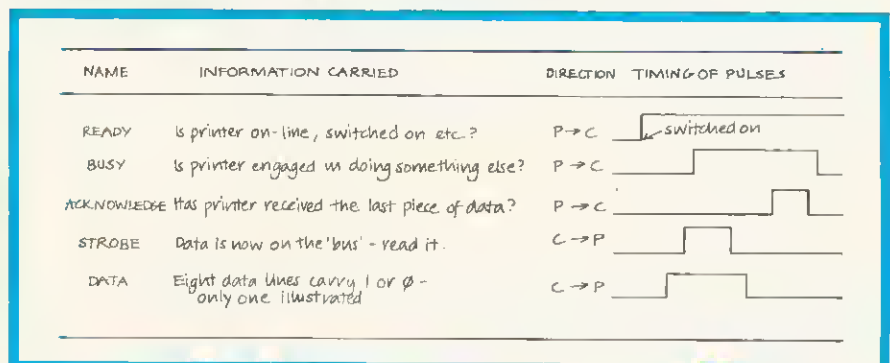 NAME INFORMATION CARRIED DIRECTION TIMING OF PULSES
READY Is printer on-line, switched on etc.? P→C switched on
BUSY Is printer engaged in doing something else? P→C
ACKNOWLEDGE Has printer received the last piece of data? P→C
STROBE Data is now on the 'bus' - read it. C→P
DATA Eight data lines carry 1 or Ø - C→P
only one illustrated